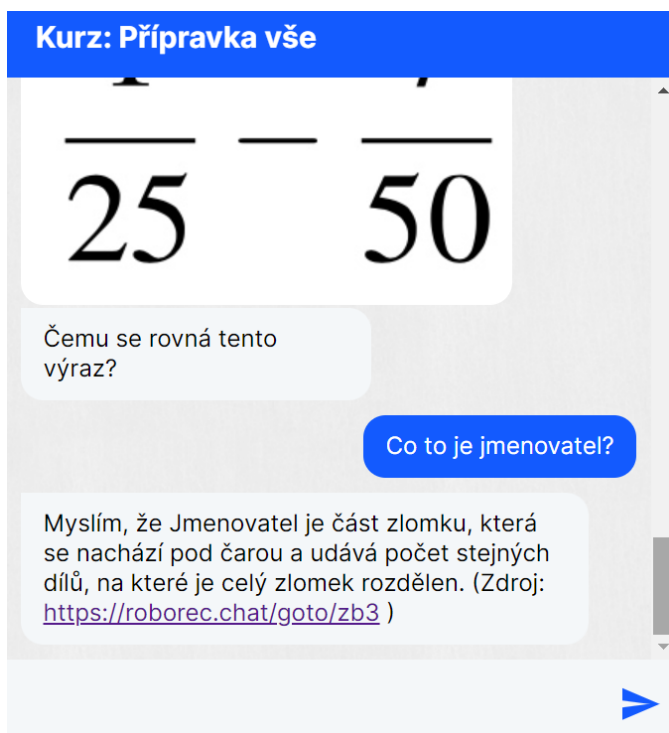 Kurz: Přípravka vše
25 − 50
Čemu se rovná tento
výraz?
Co to je jmenovatel?
Myslím, že Jmenovatel je část zlomku, která
se nachází pod čarou a udává počet stejných
dílů, na které je celý zlomek rozdělen. (Zdroj:
https://roborec.chat/goto/zb3 )